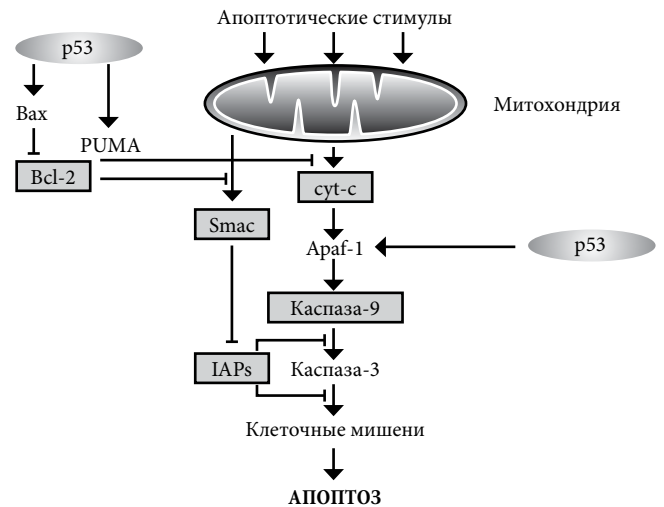 Апоптотические стимулы
p53
Митохондрия
Bax
PUMA
Bcl-2
cyt-c
Smac
Apaf-1
p53
Каспаза-9
IAPs
Каспаза-3
Клеточные мишени
АПОПТОЗ